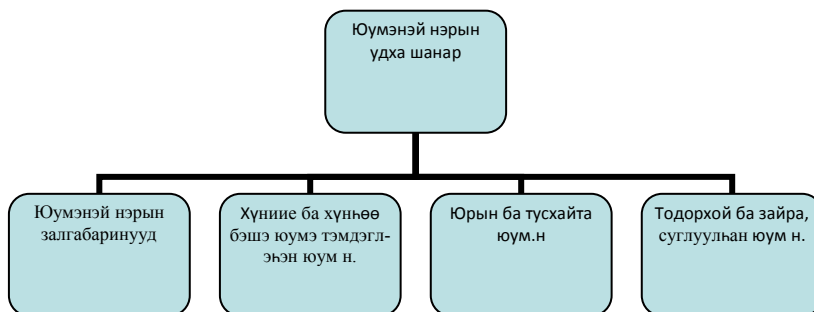 Юумэнэй нэрын
удха шанар
Юумэнэй нэрын
залгабаринууд
Хүниие ба хүнһөө
бэшэ юумэ тэмдэгл-
эһэн юум н.
Юрын ба тусхайта
юум.н
Тодорхой ба зайра,
суглуулһан юум н.